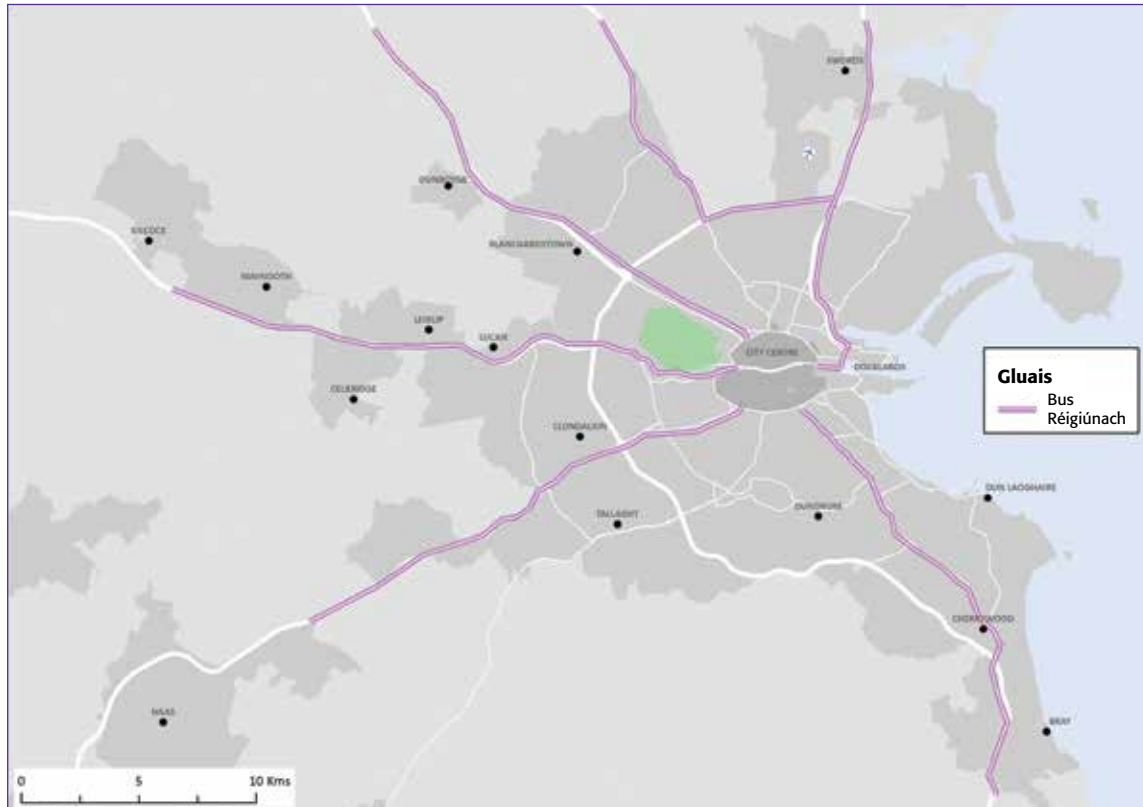 SWORDS
DUNBOYNE
KILCOCK
BLANCHARDSTOWN
MAYNOOTH
LEIXLIP
LUCAN
CITY CENTRE
DOCKLANDS
CELBRIDGE
Gluais
Bus
Réigiúnach
CLONDALKIN
DUN LAOGHAIRE
TALLAGHT
DUNDRUM
CHERRYWOOD
NAAS
BRAY
0 5 10 Kms